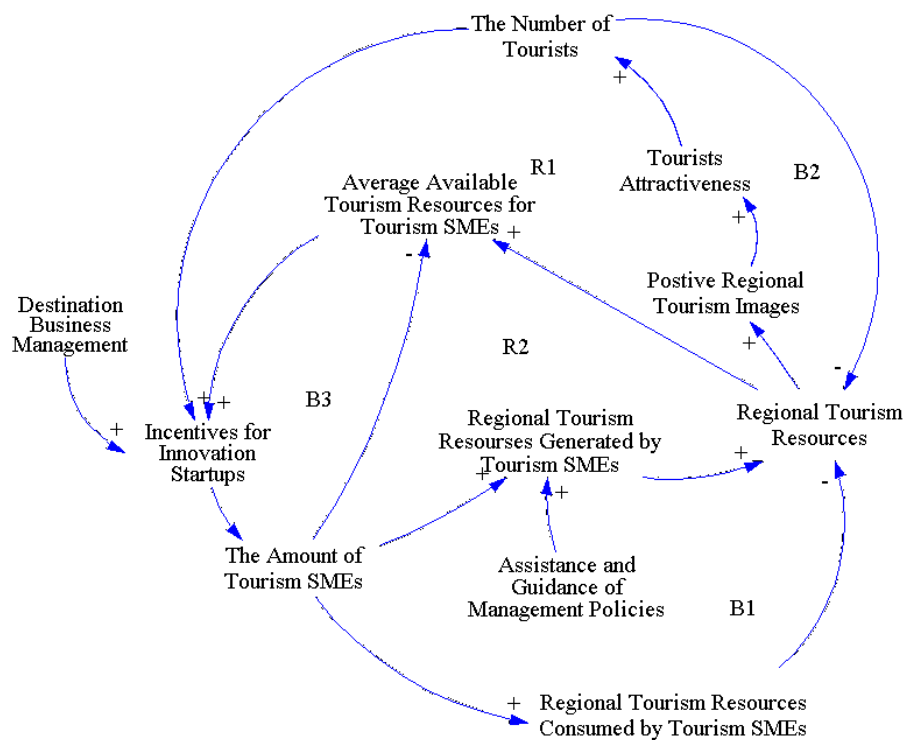 The Number of
Tourists
+
Tourists
Attractiveness
B2
R1
Average Available
Tourism Resources for
Tourism SMEs
+
-
+
Postive Regional
Tourism Images
+
Destination
Business
Management
R2
-
B3
+
+
+
Incentives for
Innovation
Startups
Regional Tourism
Resourses Generated by
Tourism SMEs
+
+
Regional Tourism
Resources
+
-
The Amount of
Tourism SMEs
Assistance and
Guidance of
Management Policies
B1
+
Regional Tourism Resources
Consumed by Tourism SMEs